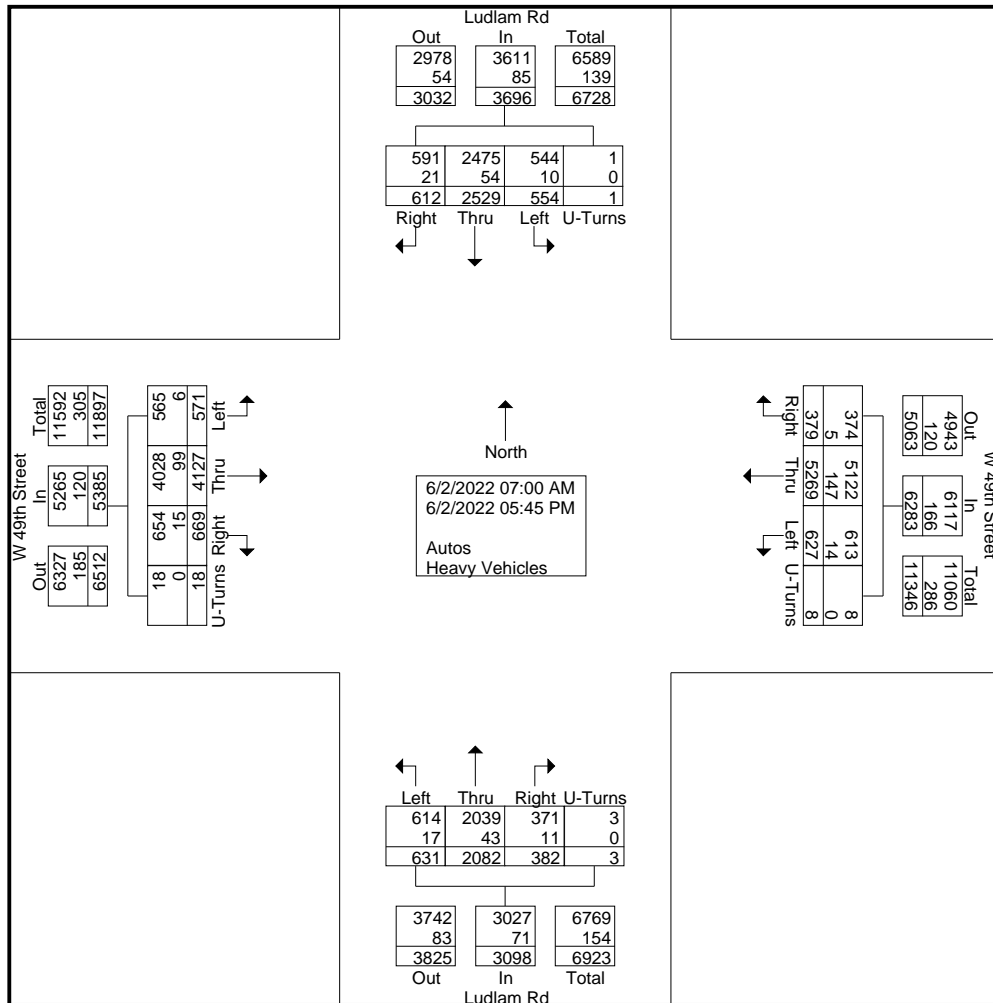 Ludlam Rd
Out In Total
2978 3611 6589
54 85 139
3032 3696 6728
591 2475 544 1
21 54 10 0
612 2529 554 1
Right Thru Left U-Turns
W 49th Street
Total In Out
11592 5265 6327
305 120 185
11897 5385 6512
565 4028 654 18
6 99 15 0
571 4127 669 18
Left Thru Right U-Turns
North
6/2/2022 07:00 AM
6/2/2022 05:45 PM
Autos
Heavy Vehicles
W 49th Street
Out In Total
4943 6117 11060
120 166 286
5063 6283 11346
374 5122 613 8
5 147 14 0
379 5269 627 8
Right Thru Left U-Turns
Left Thru Right U-Turns
614 2039 371 3
17 43 11 0
631 2082 382 3
3742 3027 6769
83 71 154
3825 3098 6923
Out In Total
Ludlam Rd